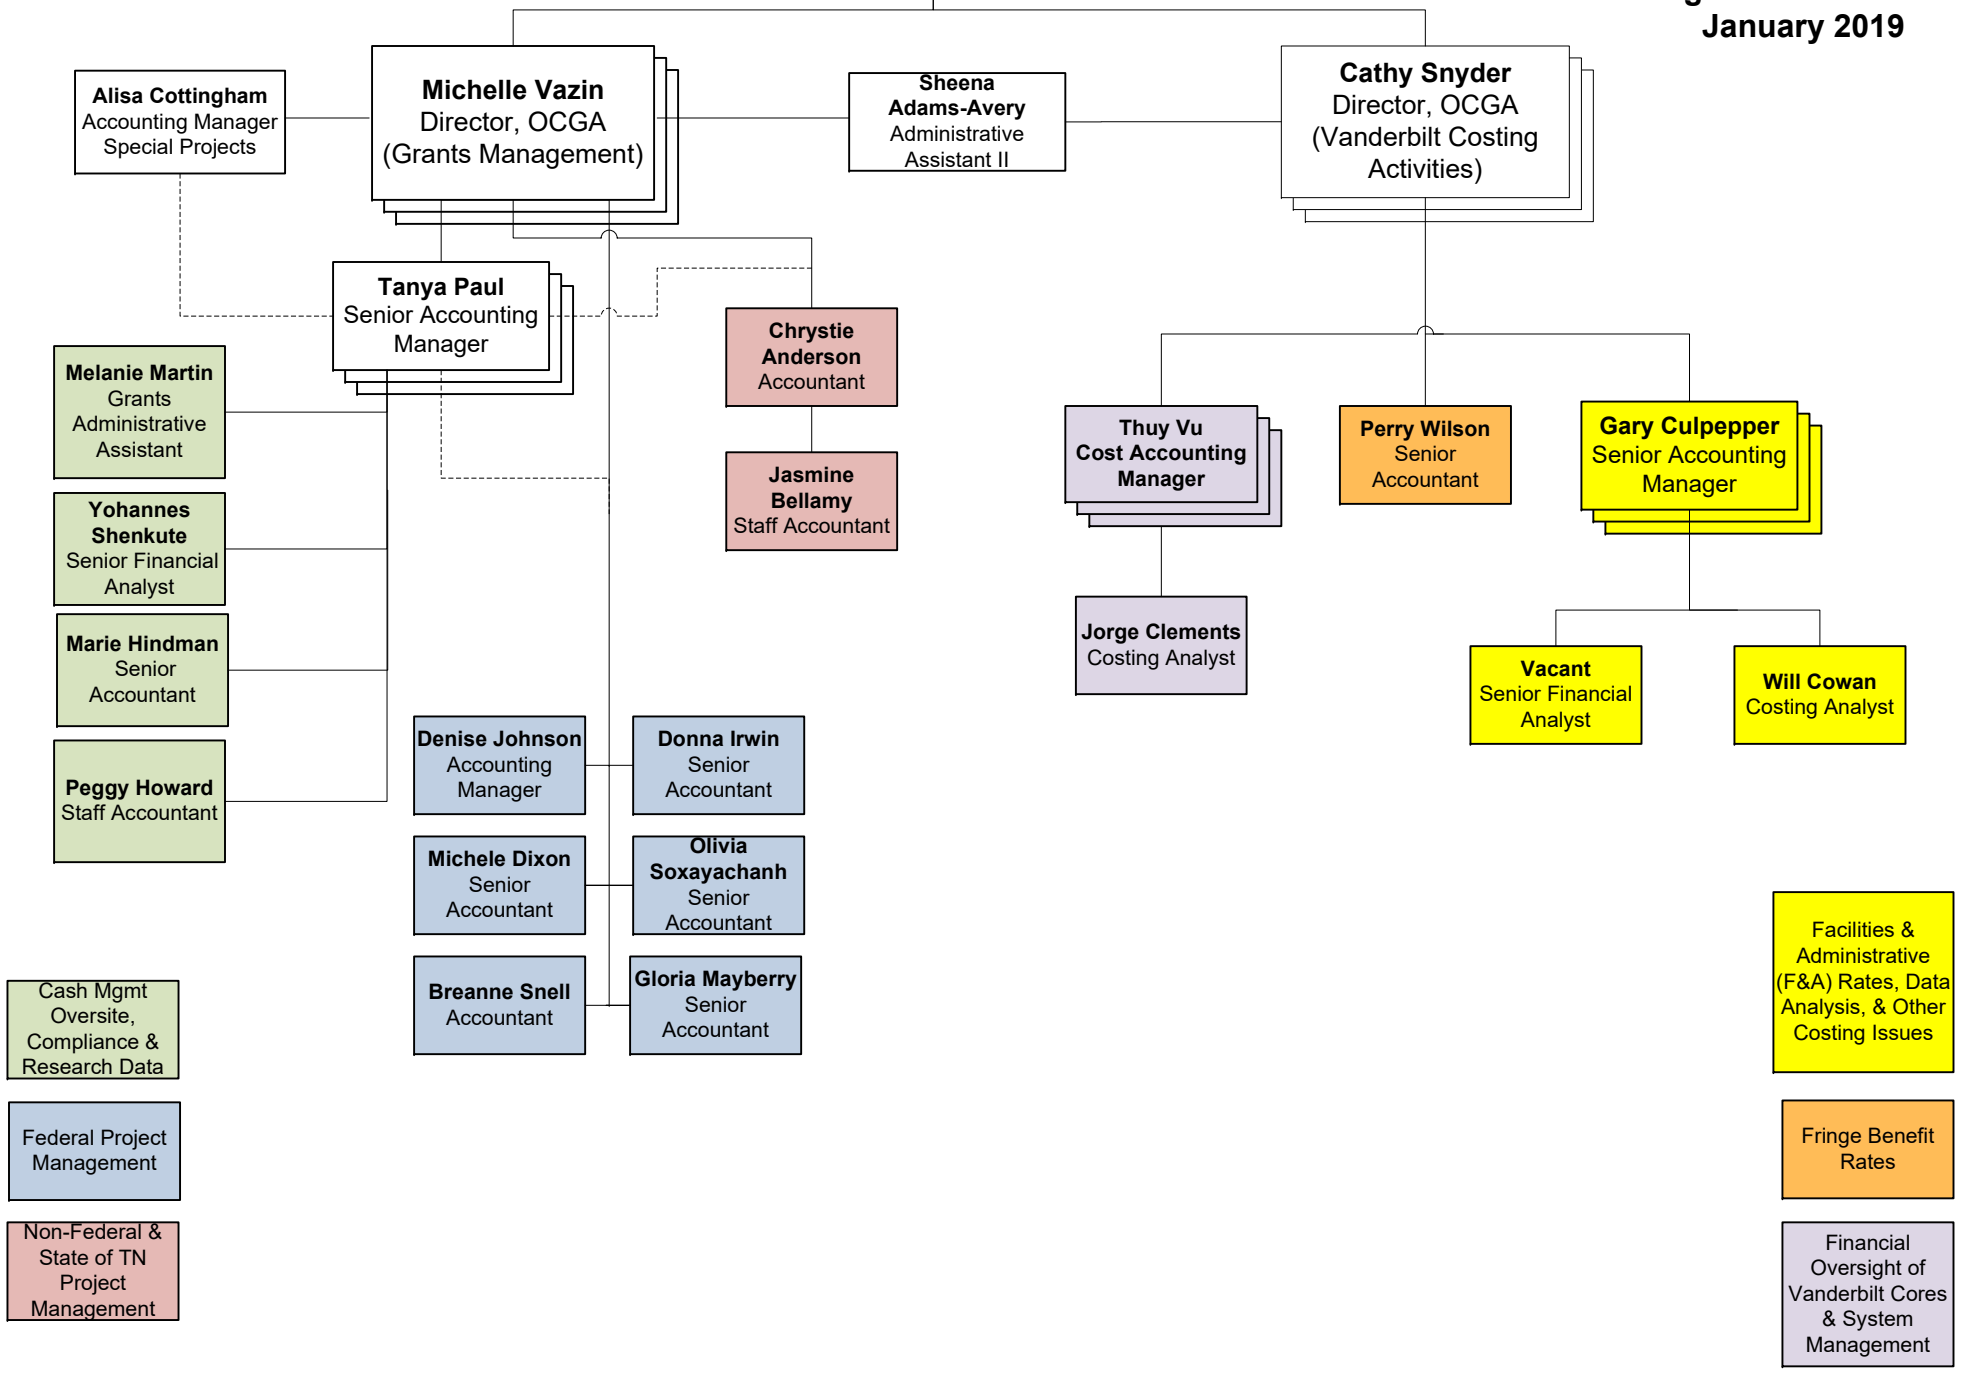 January 2019
Alisa Cottingham
Accounting Manager
Special Projects
Michelle Vazin
Director, OCGA
(Grants Management)
Sheena
Adams-Avery
Administrative
Assistant II
Cathy Snyder
Director, OCGA
(Vanderbilt Costing
Activities)
Tanya Paul
Senior Accounting
Manager
Chrystie
Anderson
Accountant
Jasmine
Bellamy
Staff Accountant
Melanie Martin
Grants
Administrative
Assistant
Yohannes
Shenkute
Senior Financial
Analyst
Marie Hindman
Senior
Accountant
Peggy Howard
Staff Accountant
Denise Johnson
Accounting
Manager
Donna Irwin
Senior
Accountant
Michele Dixon
Senior
Accountant
Olivia
Soxayachanh
Senior
Accountant
Breanne Snell
Accountant
Gloria Mayberry
Senior
Accountant
Thuy Vu
Cost Accounting
Manager
Perry Wilson
Senior
Accountant
Gary Culpepper
Senior Accounting
Manager
Jorge Clements
Costing Analyst
Vacant
Senior Financial
Analyst
Will Cowan
Costing Analyst
Cash Mgmt
Oversite,
Compliance &
Research Data
Federal Project
Management
Non-Federal &
State of TN
Project
Management
Facilities &
Administrative
(F&A) Rates, Data
Analysis, & Other
Costing Issues
Fringe Benefit
Rates
Financial
Oversight of
Vanderbilt Cores
& System
Management